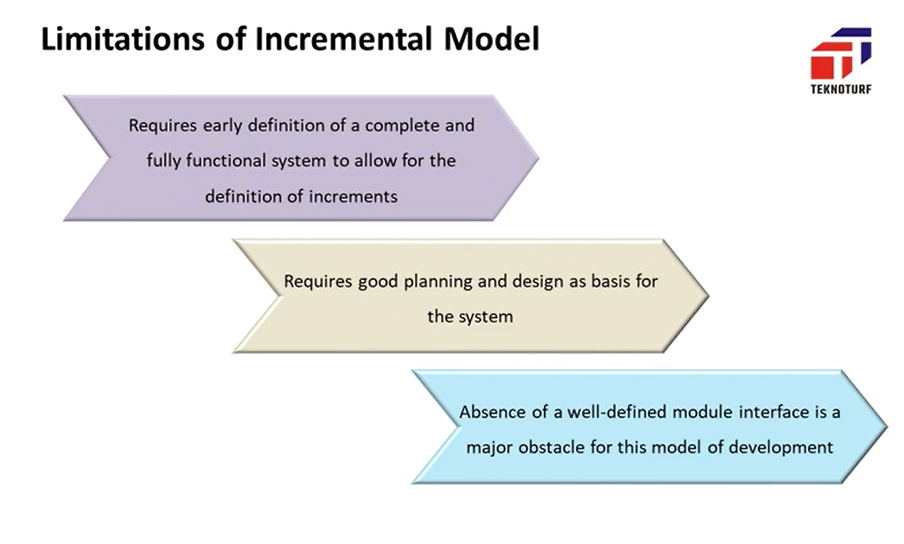 Limitations of Incremental Model
TEKNOTURF
Requires early definition of a complete and
fully functional system to allow for the
definition of increments
Requires good planning and design as basis for
the system
Absence of a well-defined module interface is a
major obstacle for this model of development